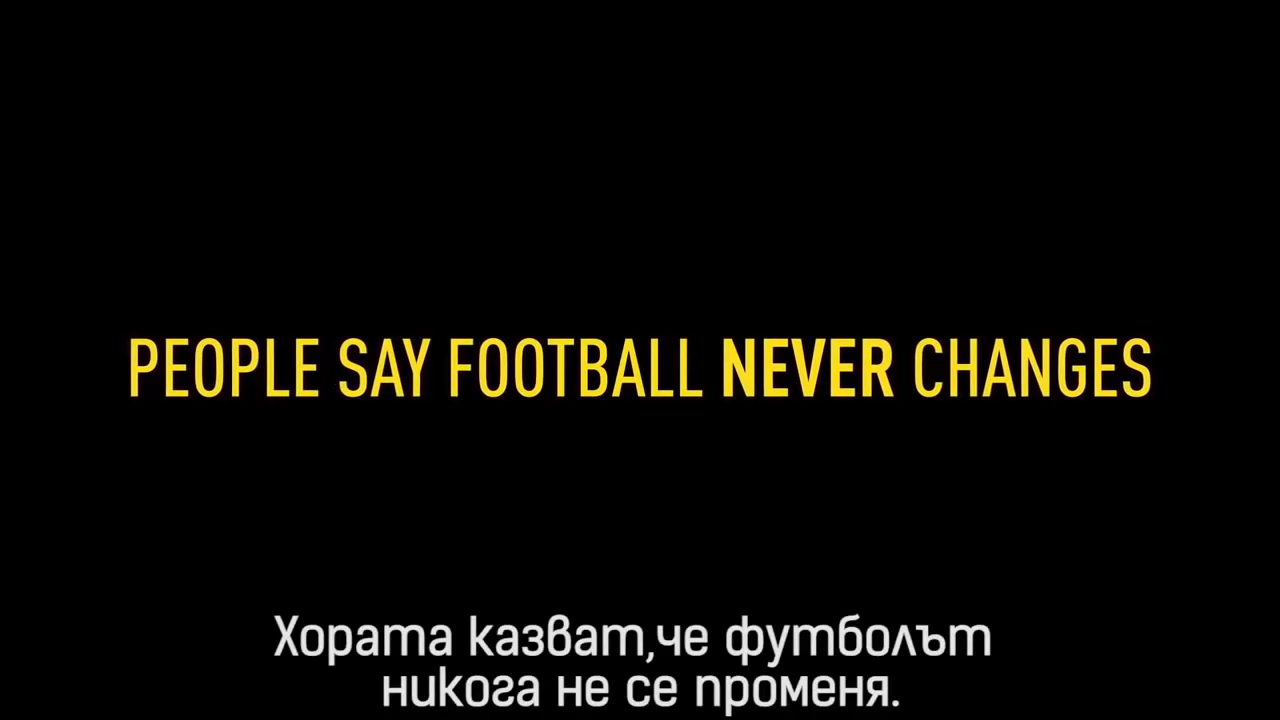 PEOPLE SAY FOOTBALL NEVER CHANGES
Хората казват,че футболът
никога не се променя.